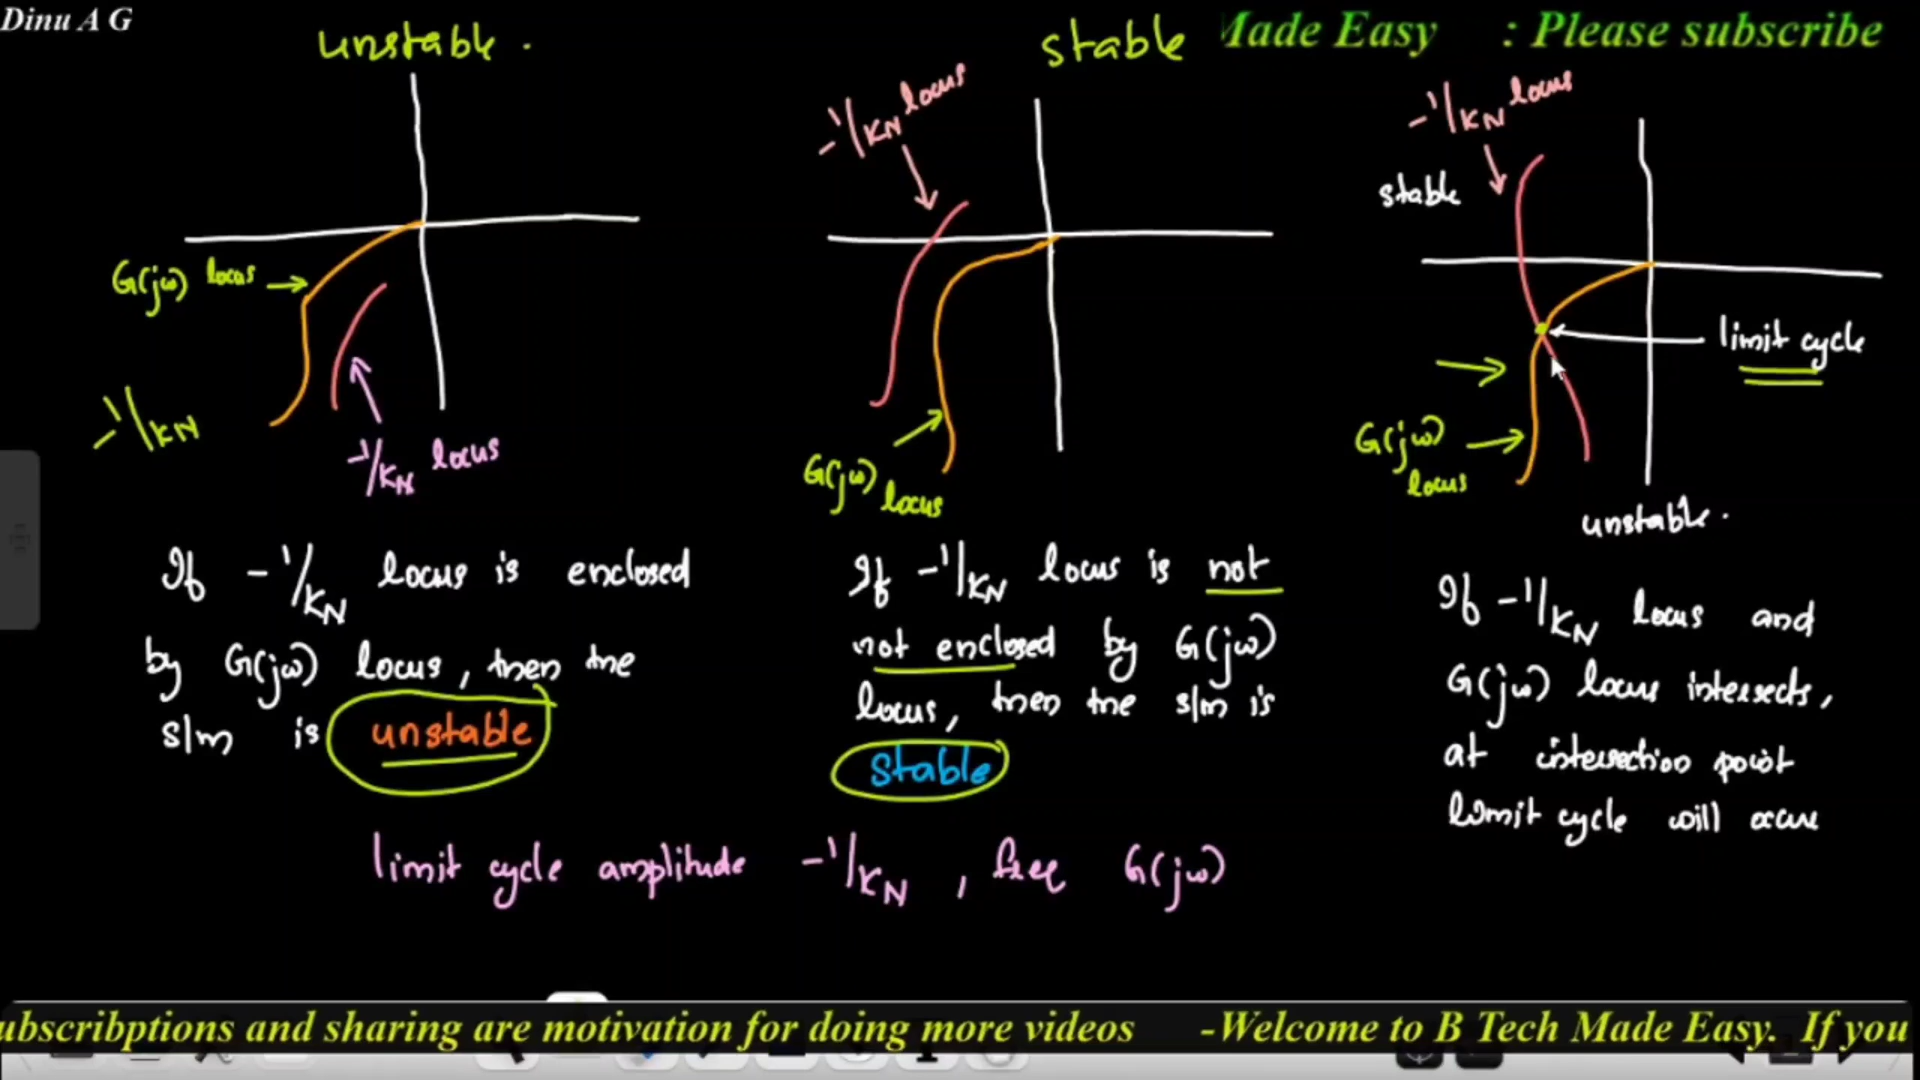 Dinu A G
Made Easy : Please subscribe
unstable.
G(jω) locus
-1/KN
-1/KN locus
stable
-1/KN locus
G(jω) locus
-1/KN locus
stable
limit cycle
G(jω)
locus
unstable.
If -1/KN locus is enclosed
by G(jω) locus, then the
s/m is unstable
If -1/KN locus is not
not enclosed by G(jω)
locus, then the s/m is
stable
If -1/KN locus and
G(jω) locus intersects,
at intersection point
limit cycle will occur
limit cycle amplitude -1/KN, freq G(jω)
ubscribptions and sharing are motivation for doing more videos -Welcome to B Tech Made Easy. If you